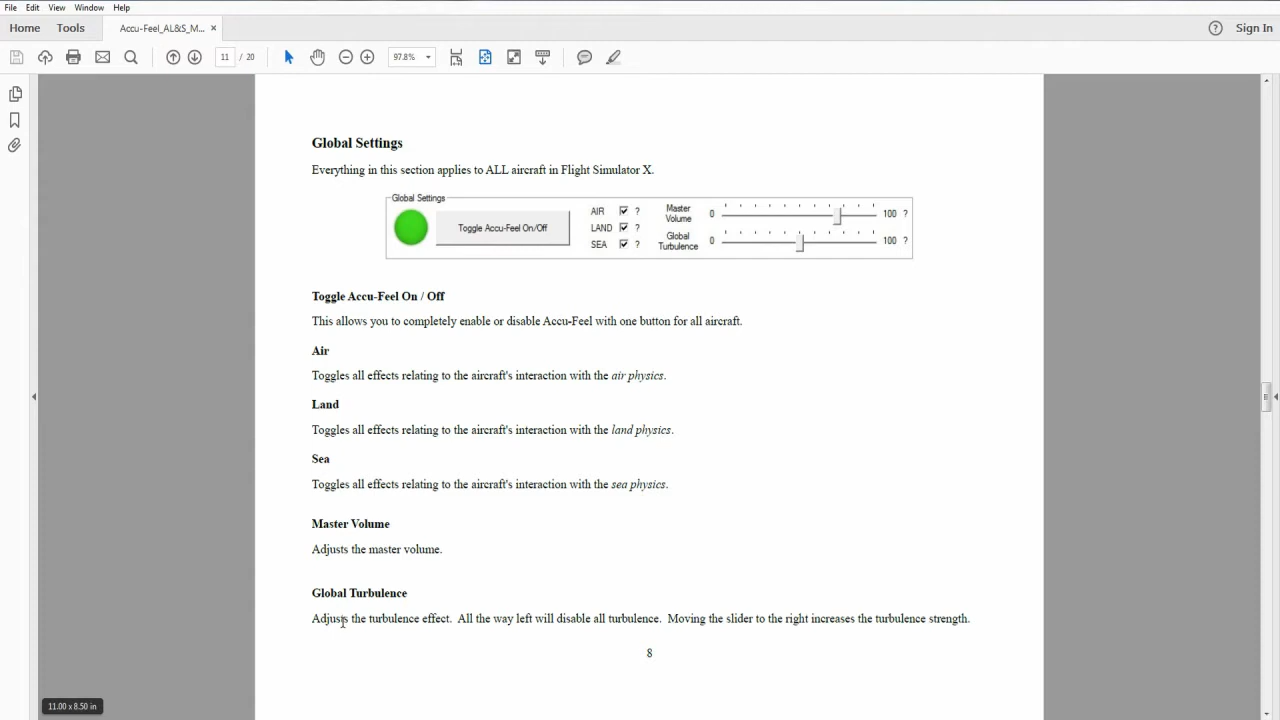 File Edit View Window Help
Home Tools Accu-Feel_AL&S_M... × ? Sign In
11 / 20 97.8%
Global Settings
Everything in this section applies to ALL aircraft in Flight Simulator X.
Global Settings
Toggle Accu-Feel On/Off
AIR ?
LAND ?
SEA ?
Master Volume 0 100 ?
Global Turbulence 0 100 ?
Toggle Accu-Feel On / Off
This allows you to completely enable or disable Accu-Feel with one button for all aircraft.
Air
Toggles all effects relating to the aircraft's interaction with the air physics.
Land
Toggles all effects relating to the aircraft's interaction with the land physics.
Sea
Toggles all effects relating to the aircraft's interaction with the sea physics.
Master Volume
Adjusts the master volume.
Global Turbulence
Adjusts the turbulence effect.  All the way left will disable all turbulence.  Moving the slider to the right increases the turbulence strength.
8
11.00 x 8.50 in